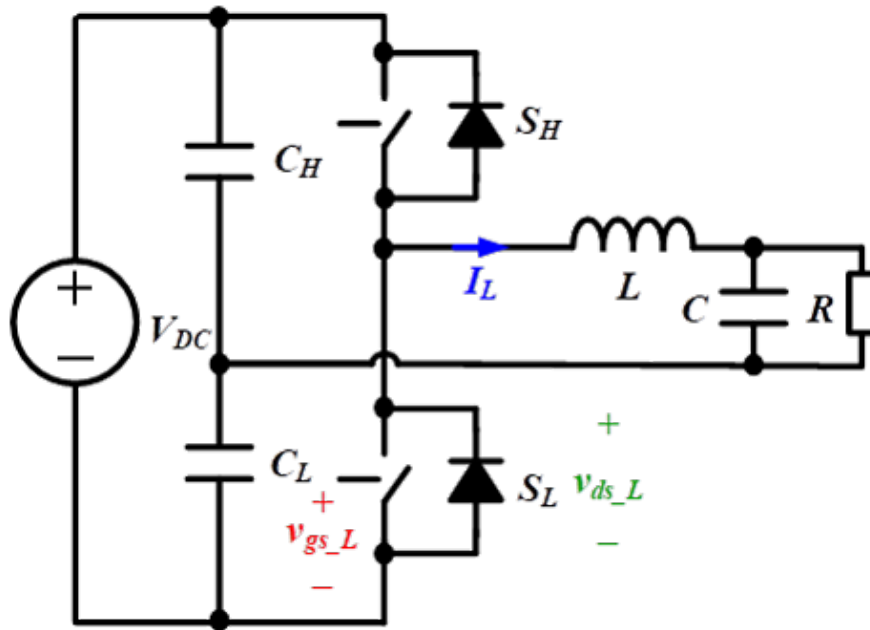 S_H
C_H
I_L
L
C
R
+
−
V_DC
C_L
+
v_gs_L
−
S_L
+
v_ds_L
−